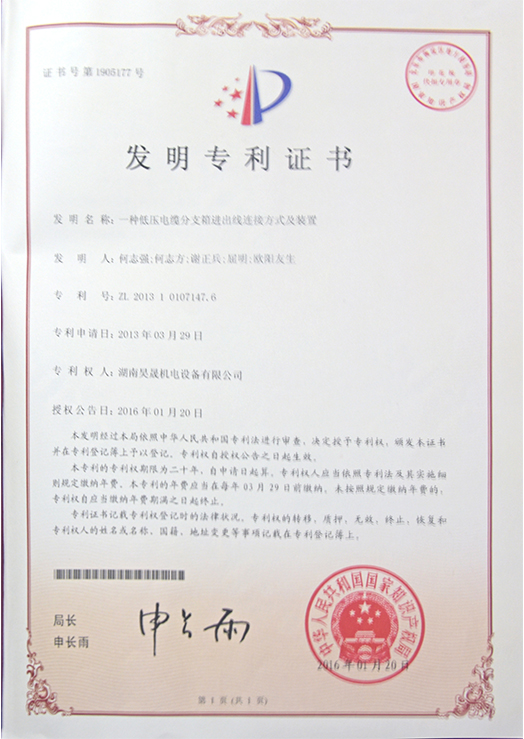 证书号第1905177号
发明专利证书
发 明 名 称:一种低压电缆分支箱进出线连接方式及装置
发 明 人:何志强;何志方;谢正兵;屈明;欧阳友生
专 利 号:ZL 2013 1 0107147.6
专利申请日:2013年03月29日
专 利 权 人:湖南昊晟机电设备有限公司
授权公告日:2016年01月20日
本发明经过本局依照中华人民共和国专利法进行审查,决定授予专利权,颁发本证书
并在专利登记簿上予以登记。专利权自授权公告之日起生效。
本专利的专利权期限为二十年,自申请日起算。专利权人应当依照专利法及其实施细
则规定缴纳年费。本专利的年费应当在每年03月29日前缴纳。未按照规定缴纳年费的,
专利权自应当缴纳年费期满之日起终止。
专利证书记载专利权登记时的法律状况。专利权的转移、质押、无效、终止、恢复和
专利权人的姓名或名称、国籍、地址变更等事项记载在专利登记簿上。
局长
申长雨
申长雨
中华人民共和国国家知识产权局
2016年01月20日
第 1 页 (共 1 页)